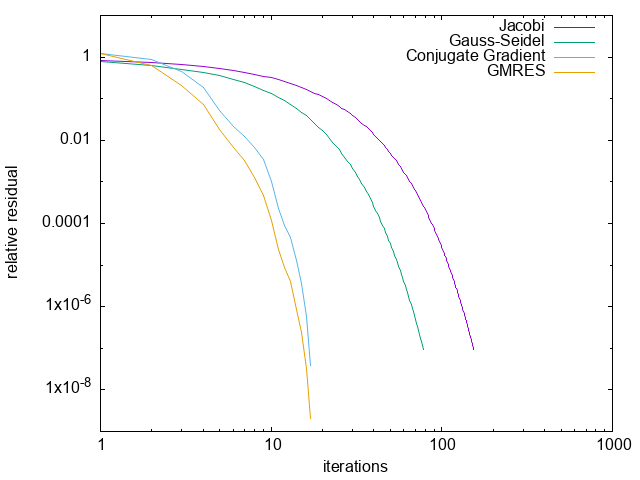 Jacobi
Gauss-Seidel
Conjugate Gradient
GMRES
1
0.01
0.0001
1x10-6
1x10-8
relative residual
1
10
100
1000
iterations